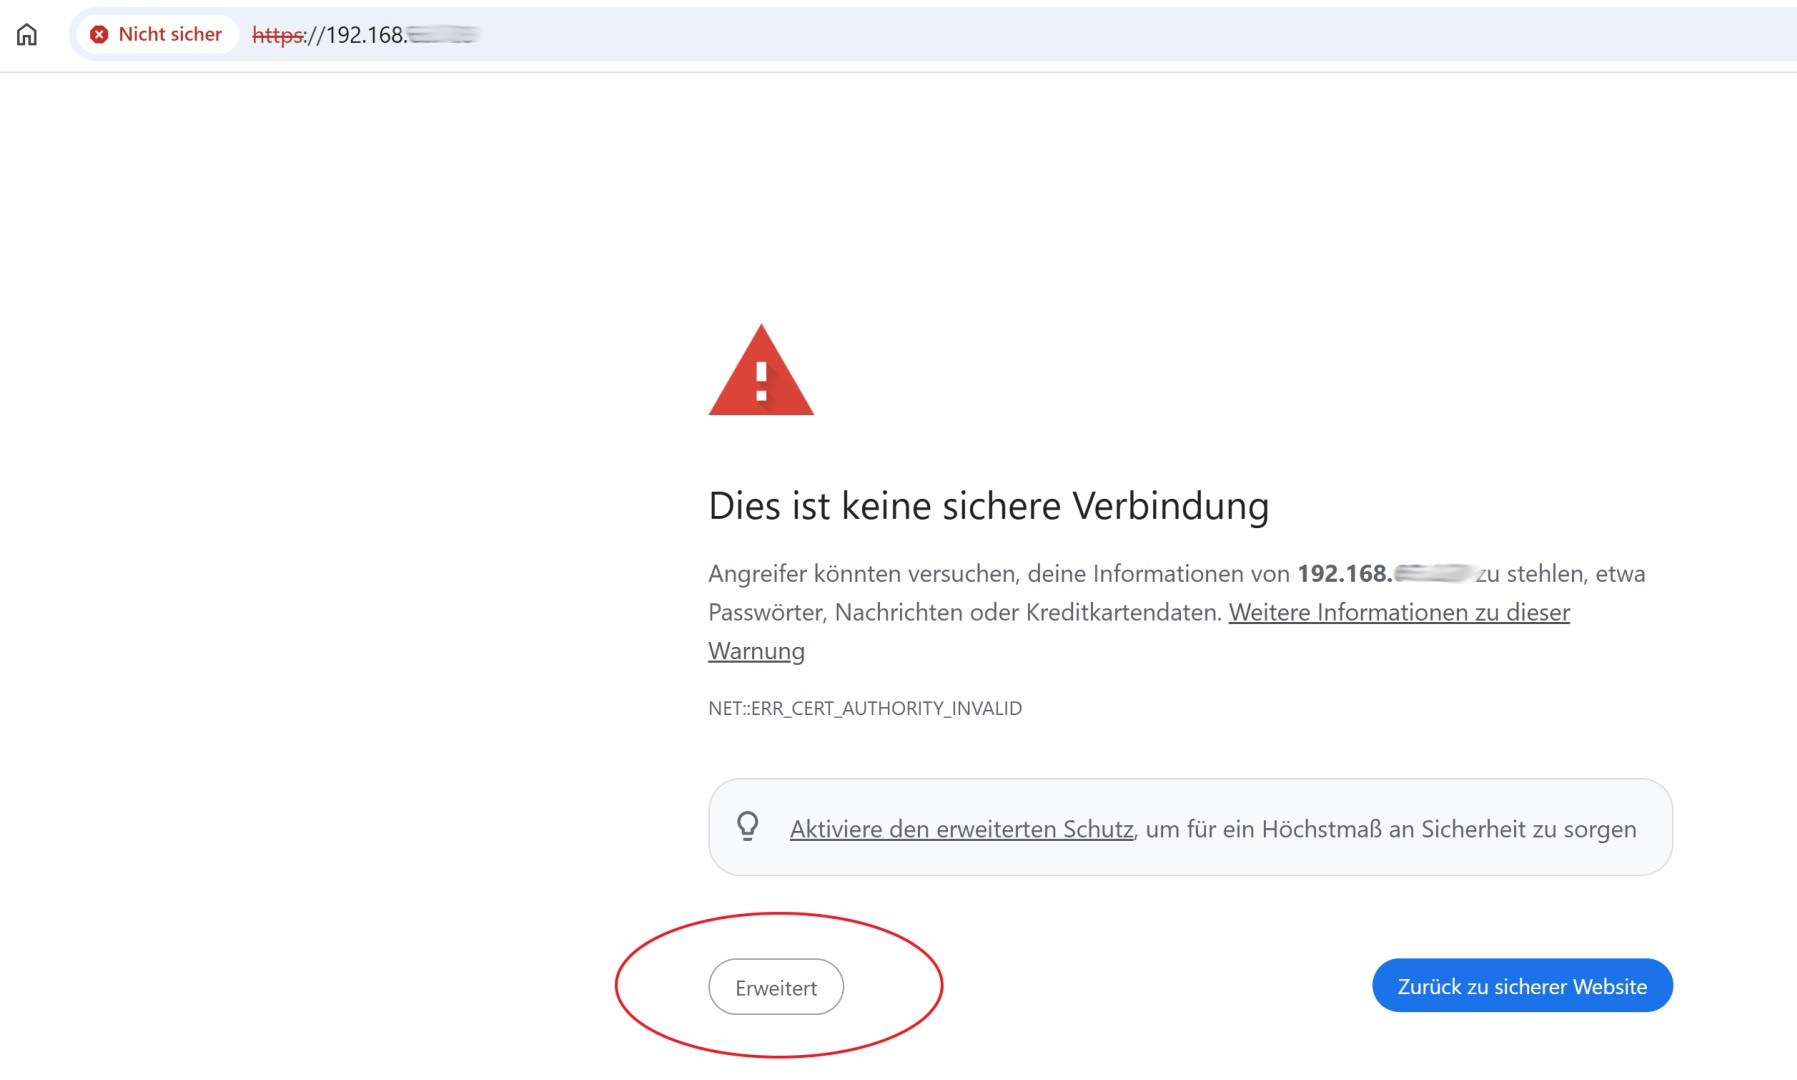 Nicht sicher https://192.168.
Dies ist keine sichere Verbindung
Angreifer könnten versuchen, deine Informationen von 192.168. zu stehlen, etwa
Passwörter, Nachrichten oder Kreditkartendaten. Weitere Informationen zu dieser
Warnung
NET::ERR_CERT_AUTHORITY_INVALID
Aktiviere den erweiterten Schutz, um für ein Höchstmaß an Sicherheit zu sorgen
Erweitert
Zurück zu sicherer Website